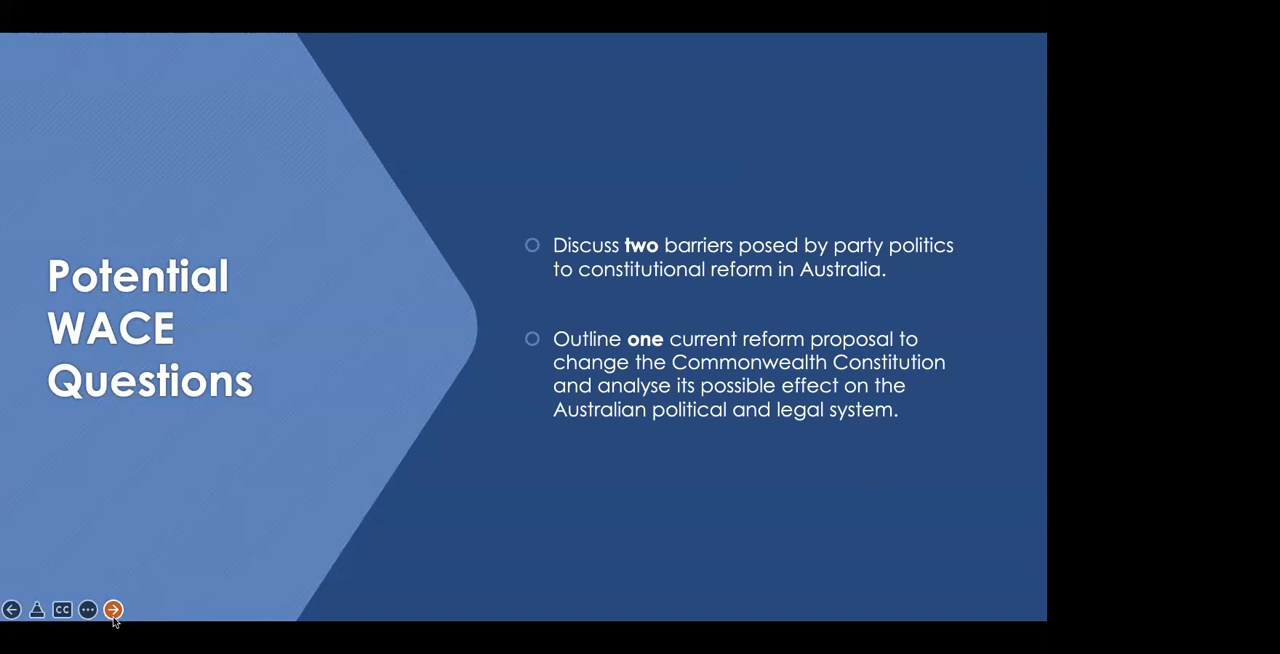 Potential
WACE
Questions
Discuss two barriers posed by party politics
to constitutional reform in Australia.
Outline one current reform proposal to
change the Commonwealth Constitution
and analyse its possible effect on the
Australian political and legal system.
CC